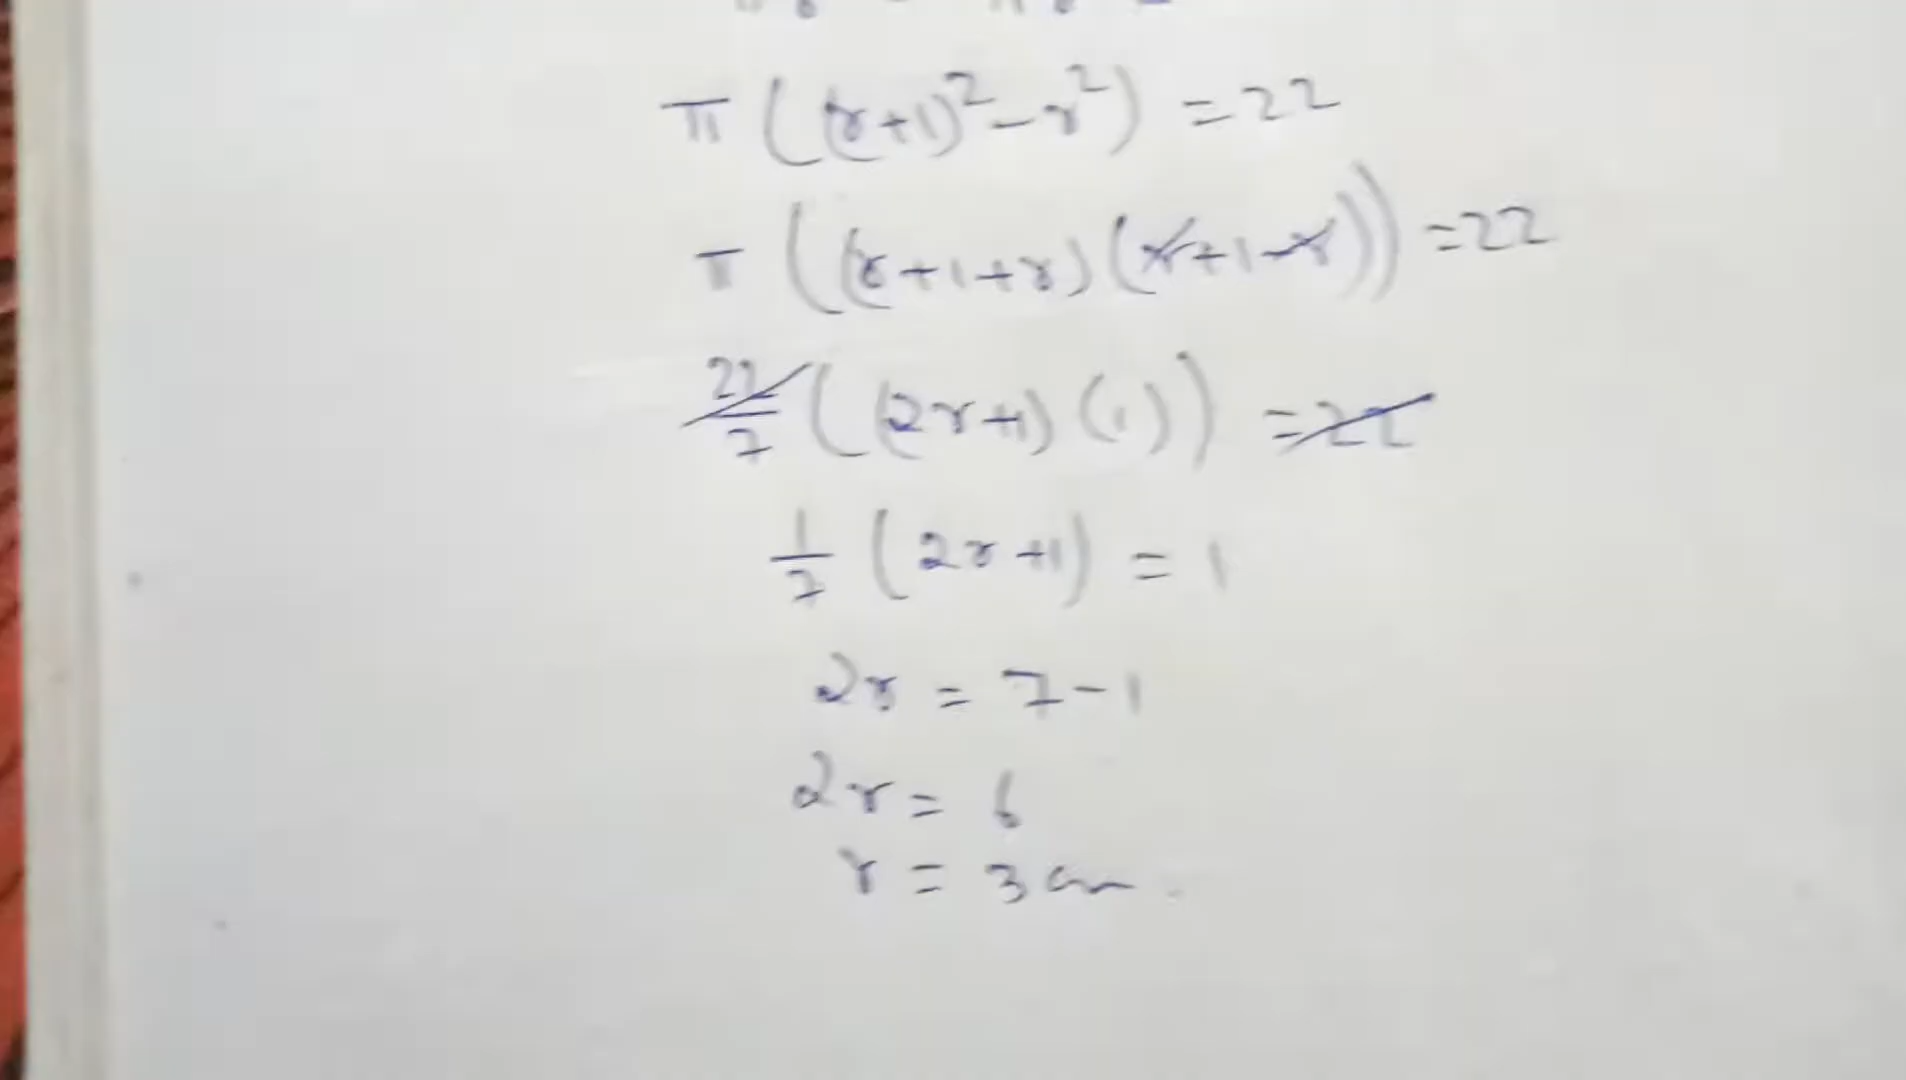 π((r+1)²-r²) = 22
π((r+1+r)(r+1-r)) = 22
22/7((2r+1)(1)) = 22
1/7(2r+1) = 1
2r = 7-1
2r = 6
r = 3 cm.